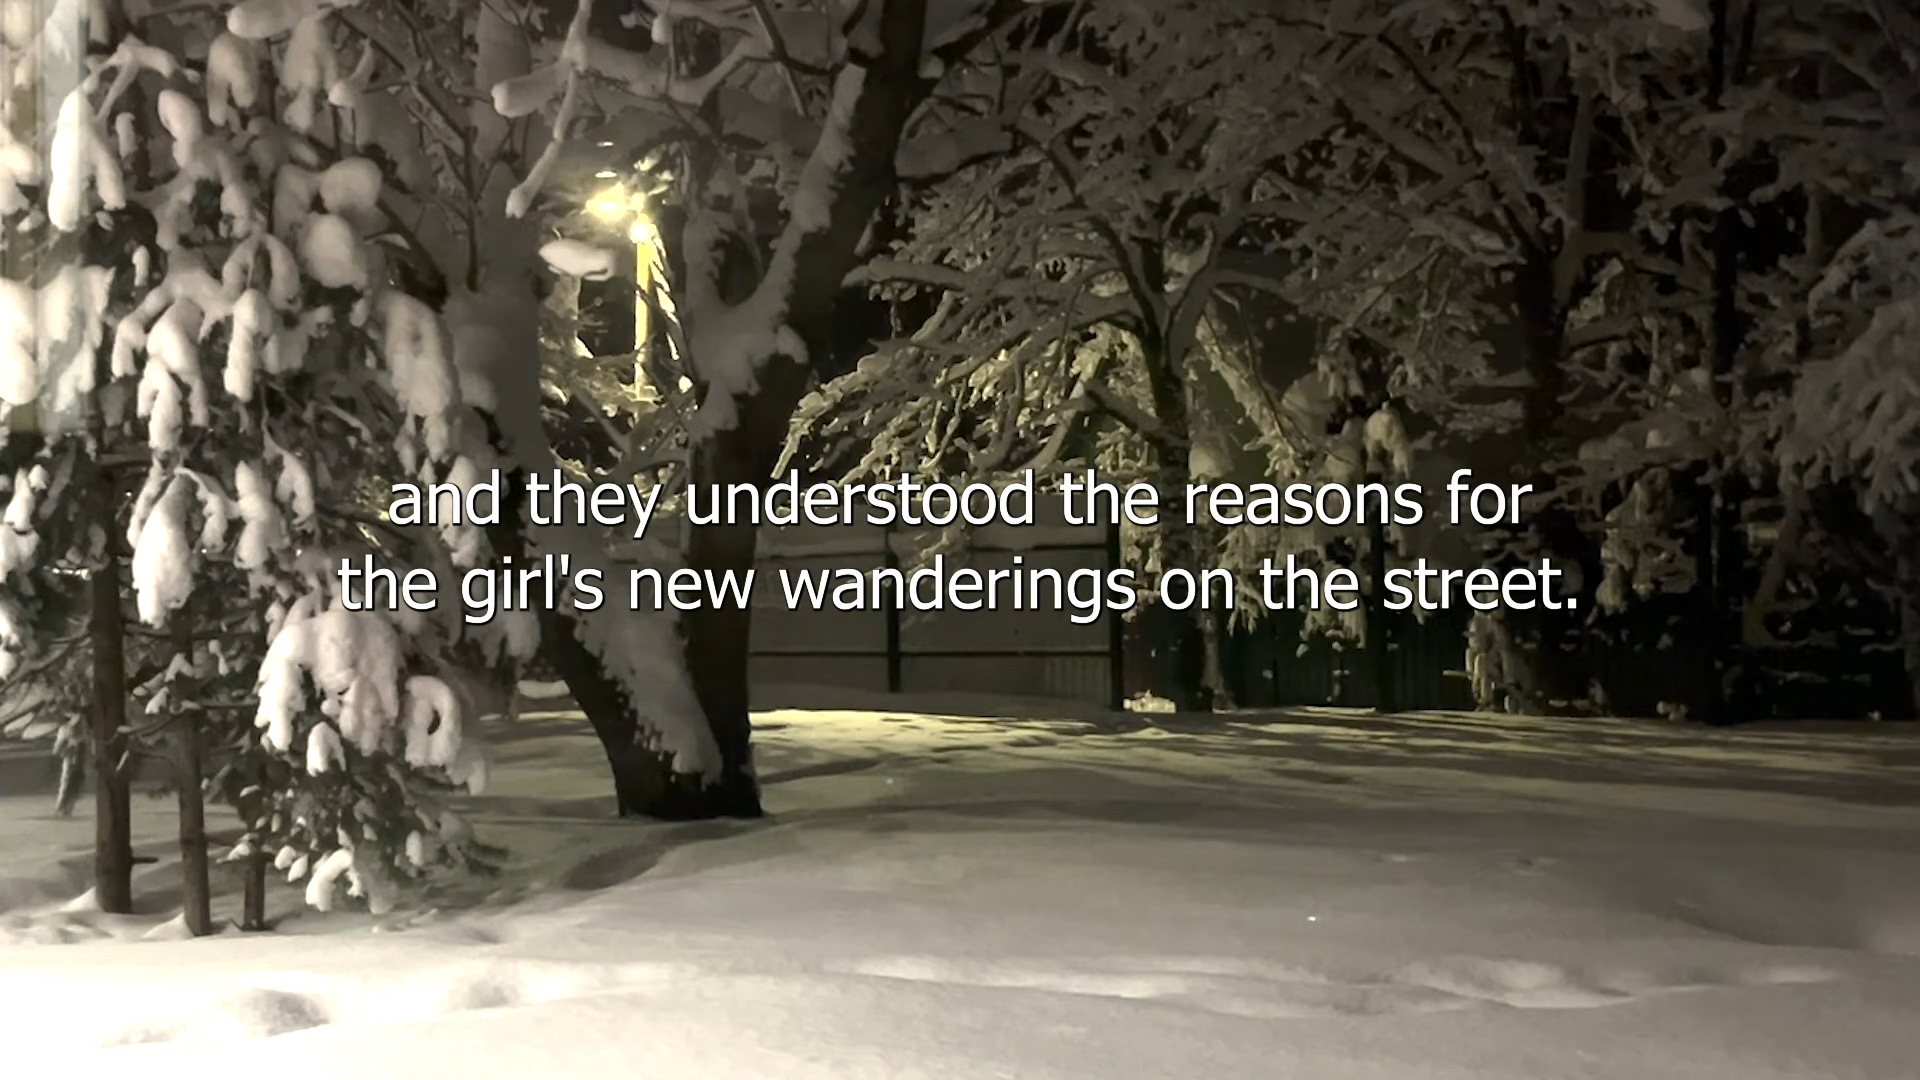 and they understood the reasons for
the girl's new wanderings on the street.